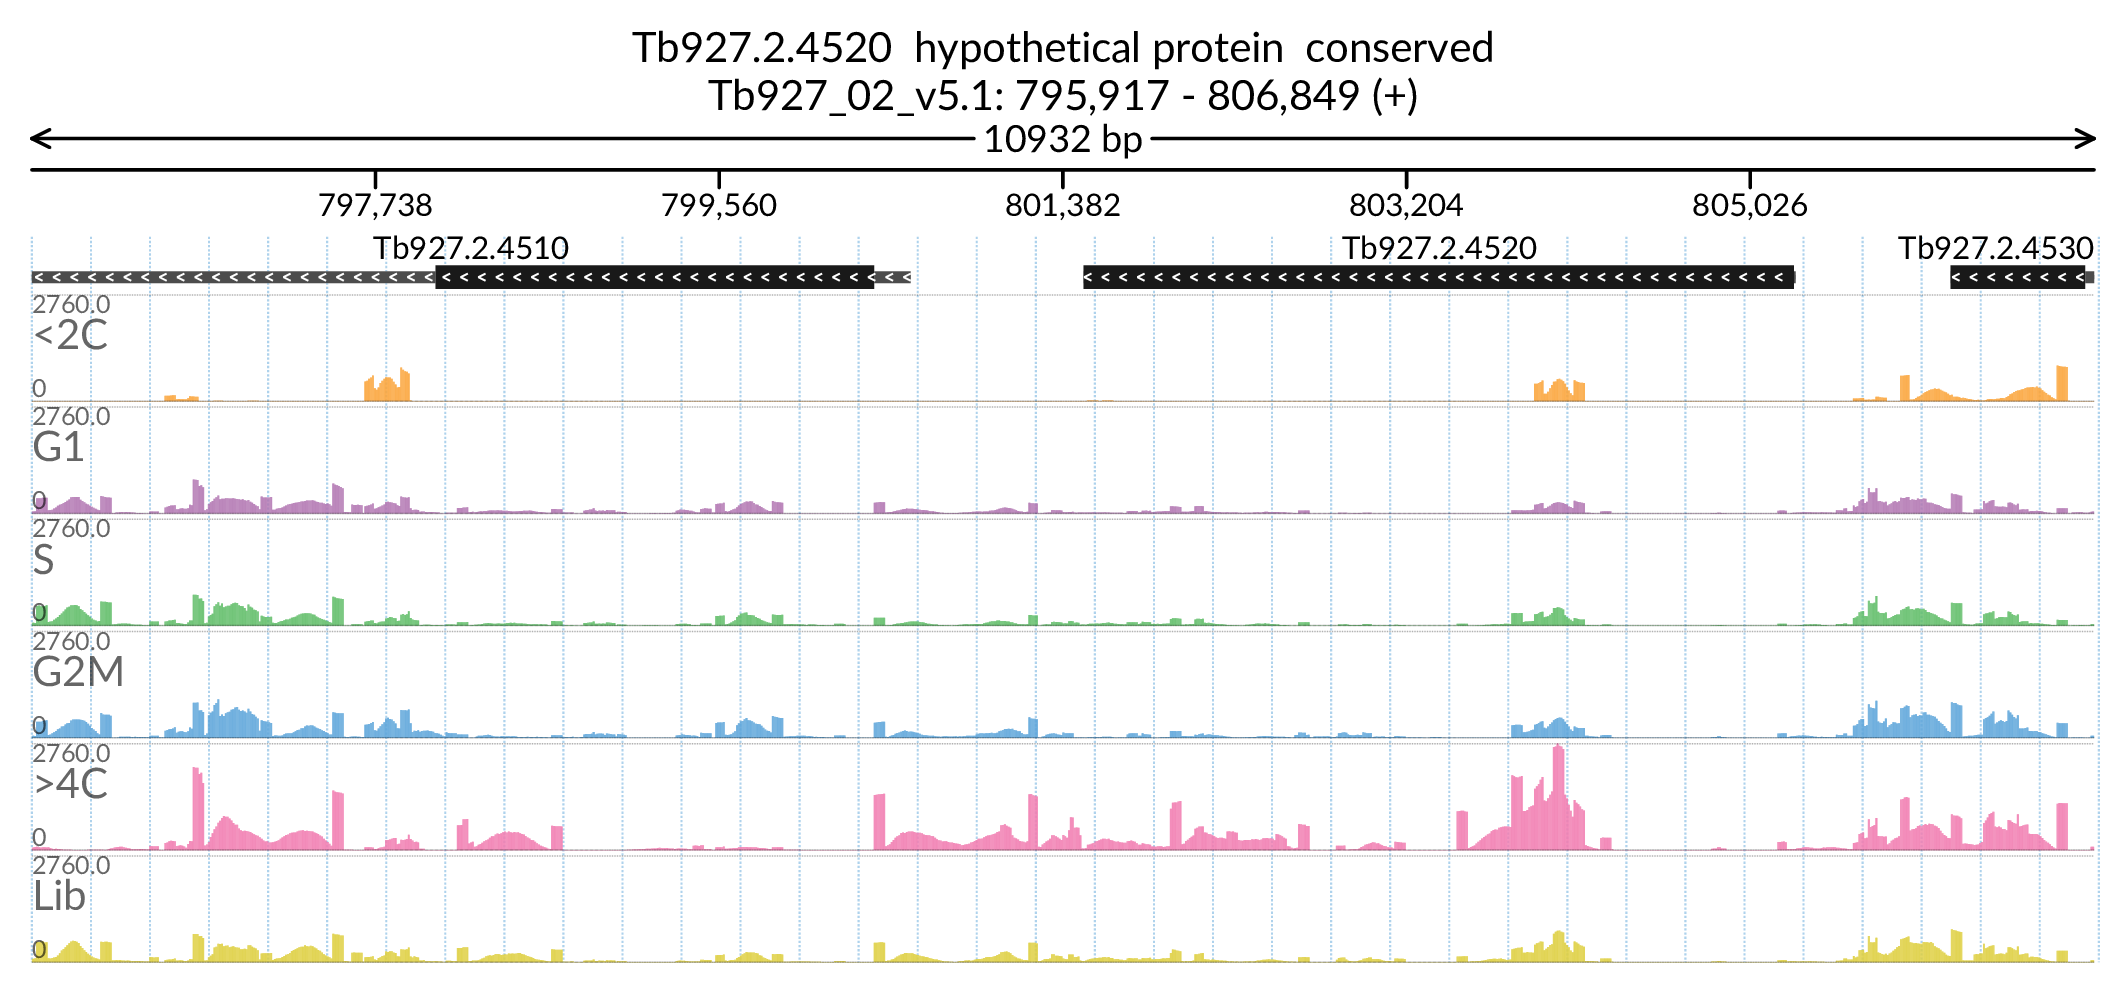 Tb927.2.4520  hypothetical protein  conserved
Tb927_02_v5.1: 795,917 - 806,849 (+)
10932 bp
797,738 799,560 801,382 803,204 805,026
Tb927.2.4510 Tb927.2.4520 Tb927.2.4530
2760.0
<2C
0
2760.0
G1
0
2760.0
S
0
2760.0
G2M
0
2760.0
>4C
0
2760.0
Lib
0